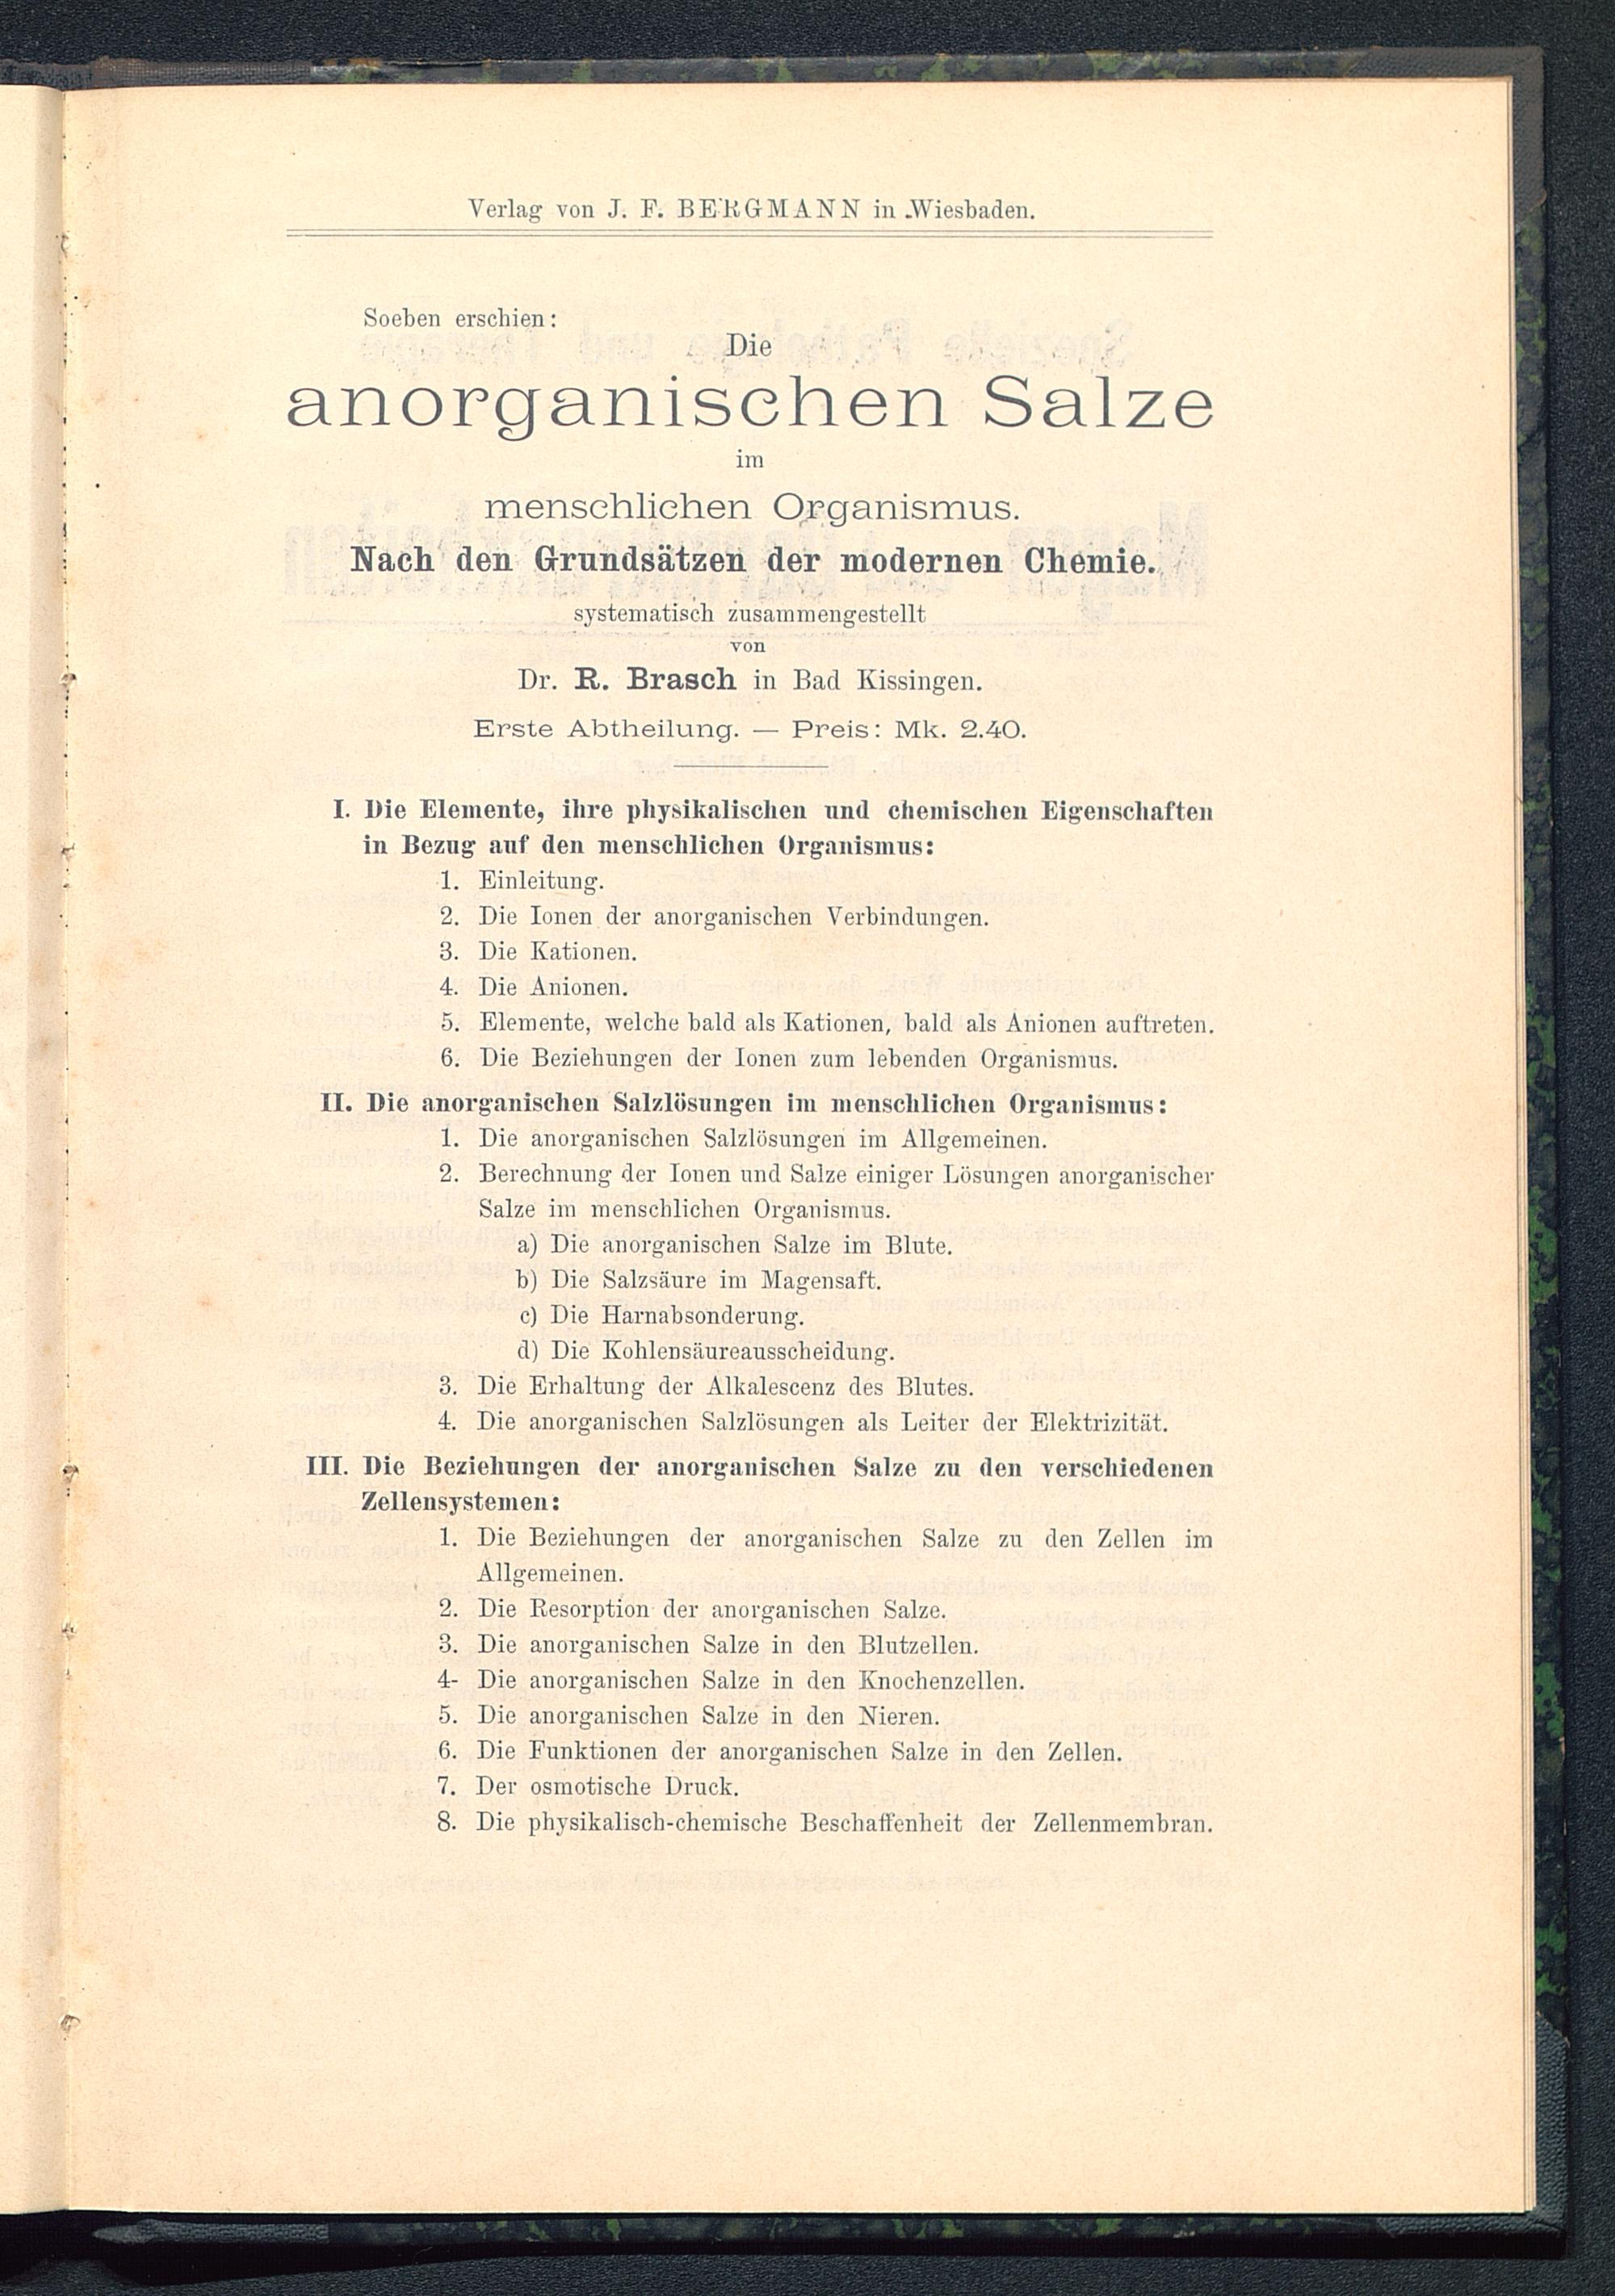 Verlag von J. F. BERGMANN in Wiesbaden.
Soeben erschien:
Die
anorganischen Salze
im
menschlichen Organismus.
Nach den Grundsätzen der modernen Chemie.
systematisch zusammengestellt
von
Dr. R. Brasch in Bad Kissingen.
Erste Abtheilung. — Preis: Mk. 2.40.
I. Die Elemente, ihre physikalischen und chemischen Eigenschaften
in Bezug auf den menschlichen Organismus:
1. Einleitung.
2. Die Ionen der anorganischen Verbindungen.
3. Die Kationen.
4. Die Anionen.
5. Elemente, welche bald als Kationen, bald als Anionen auftreten.
6. Die Beziehungen der Ionen zum lebenden Organismus.
II. Die anorganischen Salzlösungen im menschlichen Organismus:
1. Die anorganischen Salzlösungen im Allgemeinen.
2. Berechnung der Ionen und Salze einiger Lösungen anorganischer
Salze im menschlichen Organismus.
a) Die anorganischen Salze im Blute.
b) Die Salzsäure im Magensaft.
c) Die Harnabsonderung.
d) Die Kohlensäureausscheidung.
3. Die Erhaltung der Alkalescenz des Blutes.
4. Die anorganischen Salzlösungen als Leiter der Elektrizität.
III. Die Beziehungen der anorganischen Salze zu den verschiedenen
Zellensystemen:
1. Die Beziehungen der anorganischen Salze zu den Zellen im
Allgemeinen.
2. Die Resorption der anorganischen Salze.
3. Die anorganischen Salze in den Blutzellen.
4- Die anorganischen Salze in den Knochenzellen.
5. Die anorganischen Salze in den Nieren.
6. Die Funktionen der anorganischen Salze in den Zellen.
7. Der osmotische Druck.
8. Die physikalisch-chemische Beschaffenheit der Zellenmembran.